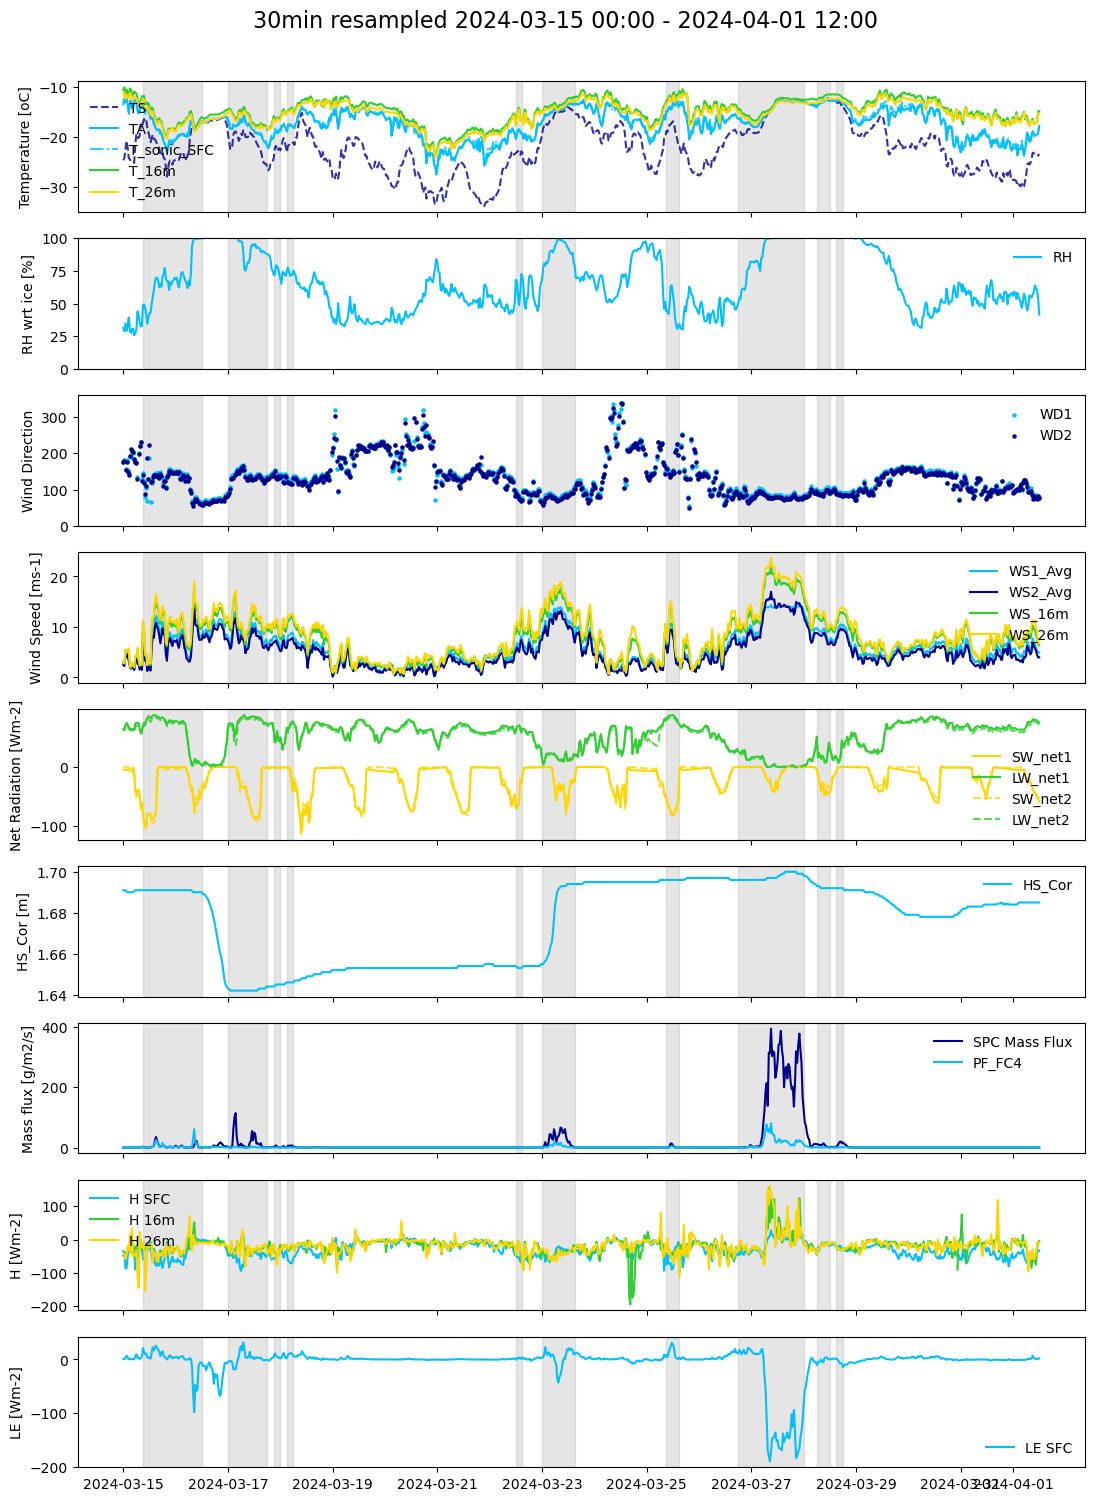 30min resampled 2024-03-15 00:00 - 2024-04-01 12:00
Temperature [oC]
−10
−20
−30
TS
TA
T_sonic_SFC
T_16m
T_26m
RH wrt ice [%]
100
75
50
25
0
RH
Wind Direction
300
200
100
0
WD1
WD2
Wind Speed [ms-1]
20
10
0
WS1_Avg
WS2_Avg
WS_16m
WS_26m
Net Radiation [Wm-2]
0
−100
SW_net1
LW_net1
SW_net2
LW_net2
HS_Cor [m]
1.70
1.68
1.66
1.64
HS_Cor
Mass flux [g/m2/s]
400
200
0
SPC Mass Flux
PF_FC4
H [Wm-2]
100
0
−100
−200
H SFC
H 16m
H 26m
LE [Wm-2]
0
−100
−200
LE SFC
2024-03-15 2024-03-17 2024-03-19 2024-03-21 2024-03-23 2024-03-25 2024-03-27 2024-03-29 2024-03-31 2024-04-01